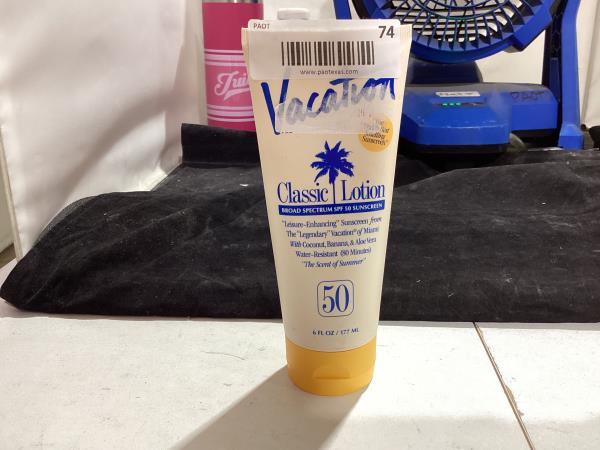 PAOT
74
www.paotexas.com
Vacation
Sunscreen"
Classic Lotion
BROAD SPECTRUM SPF 50 SUNSCREEN
"Leisure-Enhancing" Sunscreen from
The "Legendary" Vacation® of Miami
With Coconut, Banana, & Aloe Vera
Water-Resistant (80 Minutes)
"The Scent of Summer"
50
6 FL OZ / 177 ML